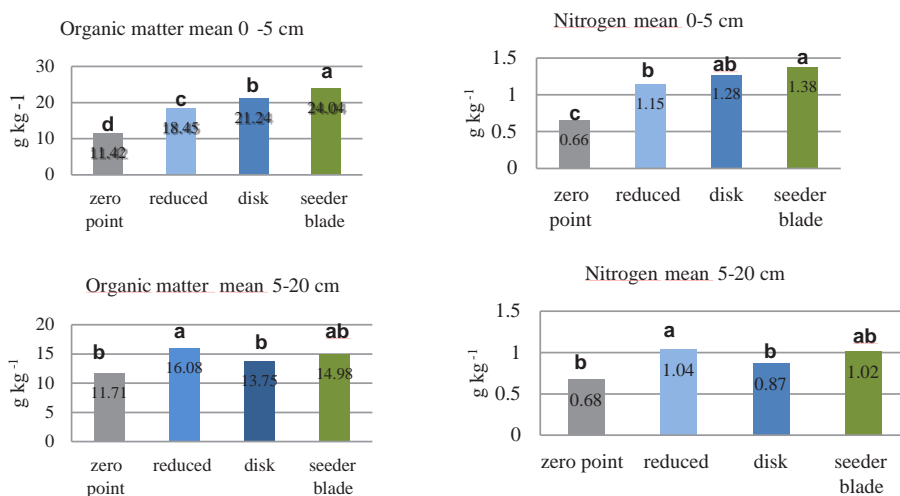 Organic matter mean 0 -5 cm
30
20
10
0
g kg -1
d
c
b
a
11.42
18.45
21.24
24.04
zero point
reduced
disk
seeder blade
Nitrogen mean 0-5 cm
1.5
1
0.5
0
g kg⁻¹
c
b
ab
a
0.66
1.15
1.28
1.38
zero point
reduced
disk
seeder blade
Organic matter mean 5-20 cm
20
15
10
5
0
g kg⁻¹
b
a
b
ab
11.71
16.08
13.75
14.98
zero point
reduced
disk
seeder blade
Nitrogen mean 5-20 cm
1.5
1
0.5
0
g kg⁻¹
b
a
b
ab
0.68
1.04
0.87
1.02
zero point
reduced
disk
seeder blade